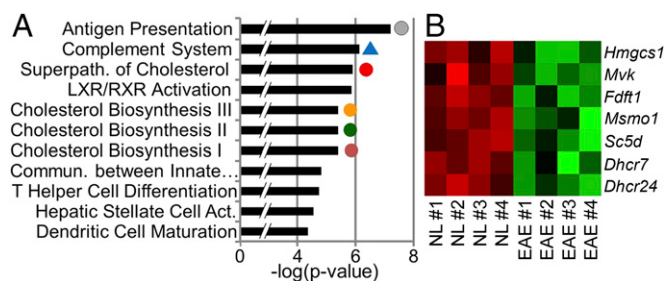 A
Antigen Presentation
Complement System
Superpath. of Cholesterol
LXR/RXR Activation
Cholesterol Biosynthesis III
Cholesterol Biosynthesis II
Cholesterol Biosynthesis I
Commun. between Innate...
T Helper Cell Differentiation
Hepatic Stellate Cell Act.
Dendritic Cell Maturation
0 4 6 8
-log(p-value)
B
Hmgcs1
Mvk
Fdft1
Msmo1
Sc5d
Dhcr7
Dhcr24
NL #1
NL #2
NL #3
NL #4
EAE #1
EAE #2
EAE #3
EAE #4